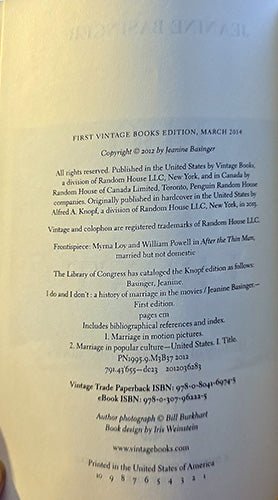 FIRST VINTAGE BOOKS EDITION, MARCH 2014
Copyright © 2012 by Jeanine Basinger
All rights reserved. Published in the United States by Vintage Books,
a division of Random House LLC, New York, and in Canada by
Random House of Canada Limited, Toronto, Penguin Random House
companies. Originally published in hardcover in the United States by
Alfred A. Knopf, a division of Random House LLC, New York, in 2013.
Vintage and colophon are registered trademarks of Random House LLC.
Frontispiece: Myrna Loy and William Powell in After the Thin Man,
married but not domestic
The Library of Congress has cataloged the Knopf edition as follows:
Basinger, Jeanine.
I do and I don't : a history of marriage in the movies / Jeanine Basinger.—
First edition.
pages cm
Includes bibliographical references and index.
1. Marriage in motion pictures.
2. Marriage in popular culture—United States. I. Title.
PN1995.9.M3B37 2012
791.43'655—dc23 2012036283
Vintage Trade Paperback ISBN: 978-0-8041-6974-5
eBook ISBN: 978-0-307-96222-5
Author photograph © Bill Burkhart
Book design by Iris Weinstein
www.vintagebooks.com
Printed in the United States of America
10 9 8 7 6 5 4 3 2 1